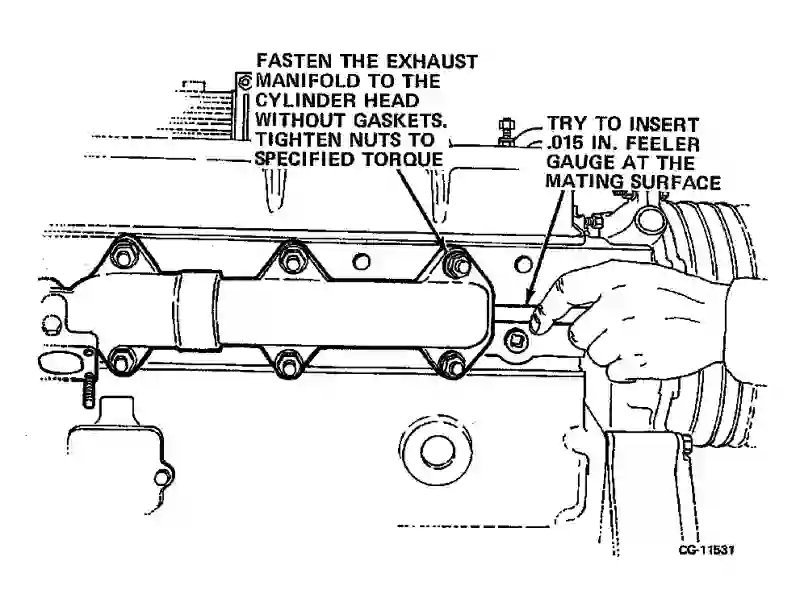 FASTEN THE EXHAUST
MANIFOLD TO THE
CYLINDER HEAD
WITHOUT GASKETS.
TIGHTEN NUTS TO
SPECIFIED TORQUE
TRY TO INSERT
.015 IN. FEELER
GAUGE AT THE
MATING SURFACE
CG-11531